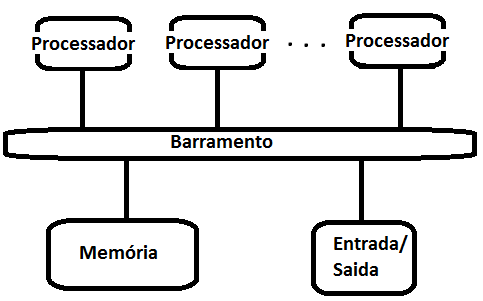 Processador
Processador
. . .
Processador
Barramento
Memória
Entrada/
Saida